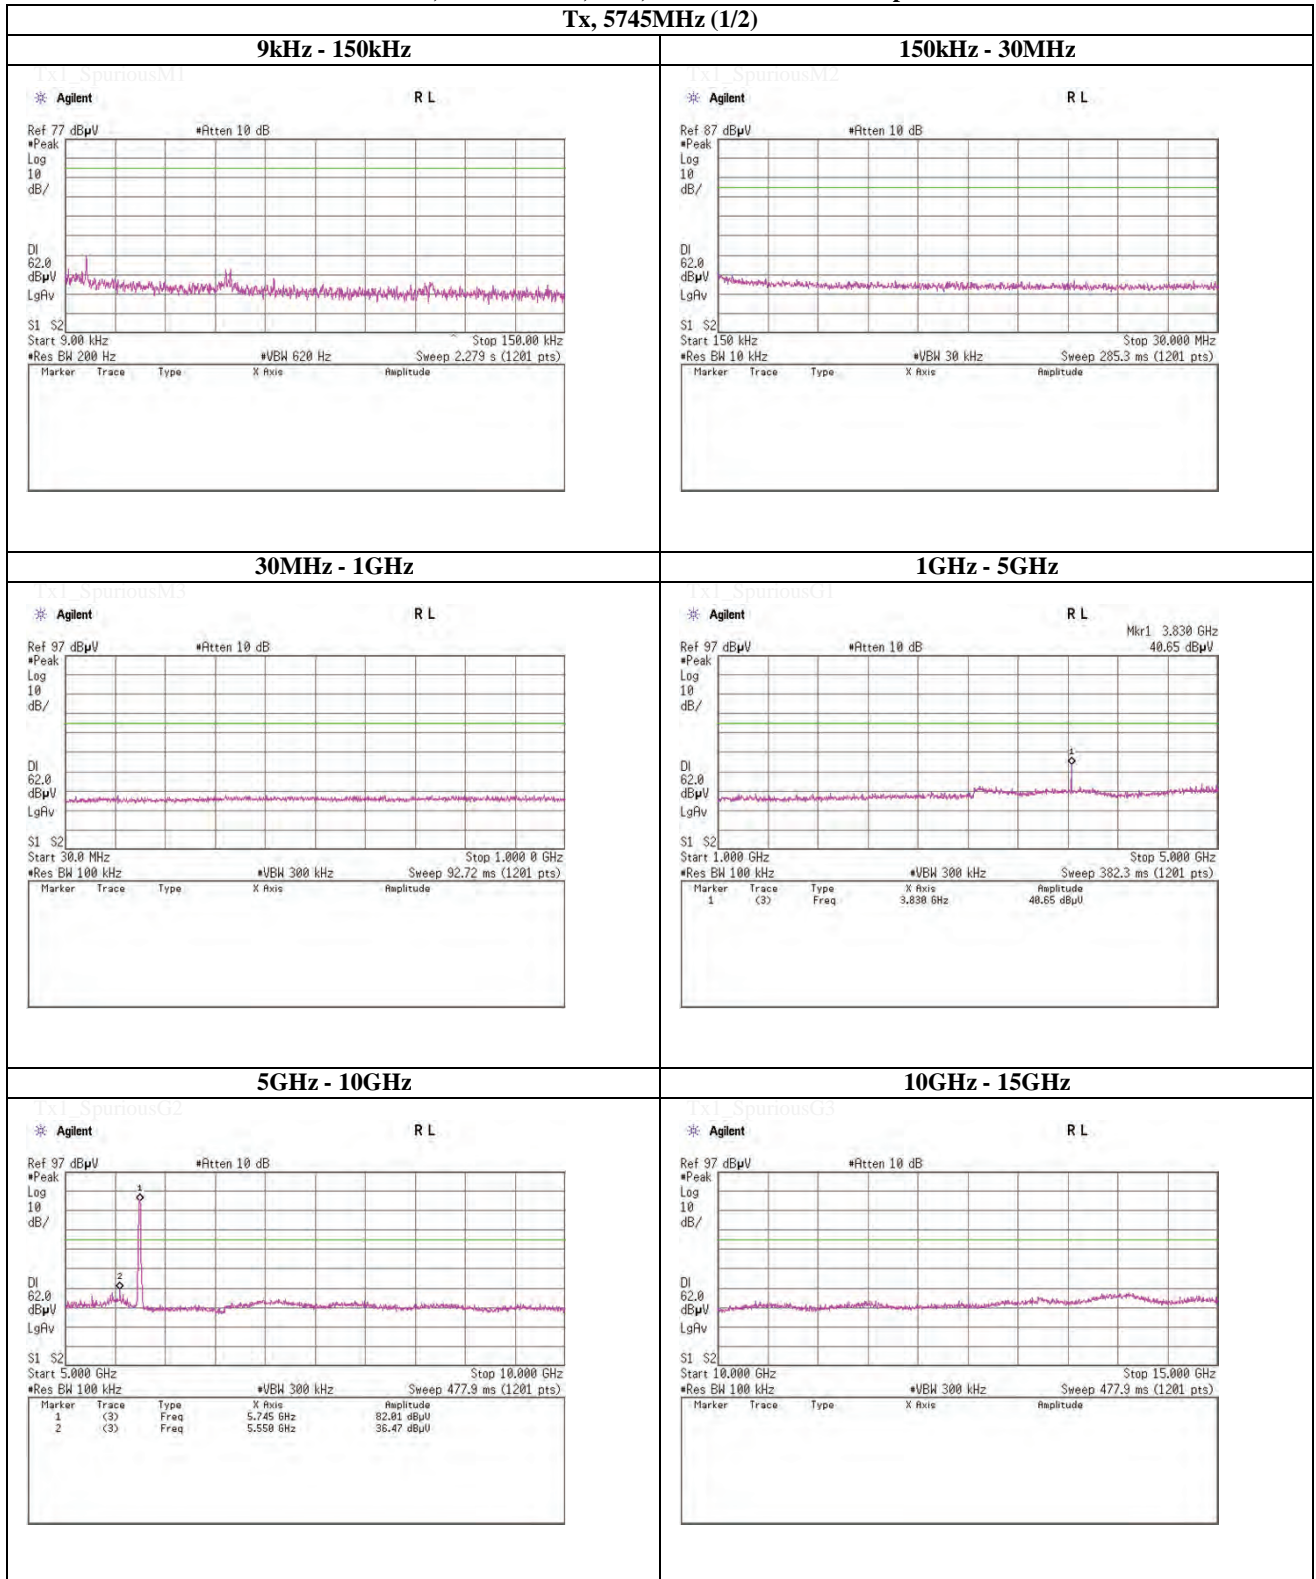 Tx, 5745MHz (1/2)
9kHz - 150kHz
150kHz - 30MHz
Tx1_SpuriousM1
Agilent
R L
Ref 77 dBµV
#Atten 10 dB
#Peak
Log
10
dB/
DI
62.0
dBµV
LgAv
S1 S2
Start 9.00 kHz
Stop 150.00 kHz
#Res BW 200 Hz
#VBW 620 Hz
Sweep 2.279 s (1201 pts)
Marker Trace Type X Axis Amplitude
Tx1_SpuriousM2
Agilent
R L
Ref 87 dBµV
#Atten 10 dB
#Peak
Log
10
dB/
DI
62.0
dBµV
LgAv
S1 S2
Start 150 kHz
Stop 30.000 MHz
#Res BW 10 kHz
#VBW 30 kHz
Sweep 285.3 ms (1201 pts)
Marker Trace Type X Axis Amplitude
30MHz - 1GHz
1GHz - 5GHz
Tx1_SpuriousM3
Agilent
R L
Ref 97 dBµV
#Atten 10 dB
#Peak
Log
10
dB/
DI
62.0
dBµV
LgAv
S1 S2
Start 30.0 MHz
Stop 1.000 0 GHz
#Res BW 100 kHz
#VBW 300 kHz
Sweep 92.72 ms (1201 pts)
Marker Trace Type X Axis Amplitude
Tx1_SpuriousG1
Agilent
R L
Mkr1 3.830 GHz
Ref 97 dBµV
#Atten 10 dB
40.65 dBµV
#Peak
Log
10
dB/
1
DI
62.0
dBµV
LgAv
S1 S2
Start 1.000 GHz
Stop 5.000 GHz
#Res BW 100 kHz
#VBW 300 kHz
Sweep 382.3 ms (1201 pts)
Marker Trace Type X Axis Amplitude
1 (3) Freq 3.830 GHz 40.65 dBµV
5GHz - 10GHz
10GHz - 15GHz
Tx1_SpuriousG2
Agilent
R L
Ref 97 dBµV
#Atten 10 dB
#Peak
1
Log
10
dB/
2
DI
62.0
dBµV
LgAv
S1 S2
Start 5.000 GHz
Stop 10.000 GHz
#Res BW 100 kHz
#VBW 300 kHz
Sweep 477.9 ms (1201 pts)
Marker Trace Type X Axis Amplitude
1 (3) Freq 5.745 GHz 82.01 dBµV
2 (3) Freq 5.550 GHz 36.47 dBµV
Tx1_SpuriousG3
Agilent
R L
Ref 97 dBµV
#Atten 10 dB
#Peak
Log
10
dB/
DI
62.0
dBµV
LgAv
S1 S2
Start 10.000 GHz
Stop 15.000 GHz
#Res BW 100 kHz
#VBW 300 kHz
Sweep 477.9 ms (1201 pts)
Marker Trace Type X Axis Amplitude